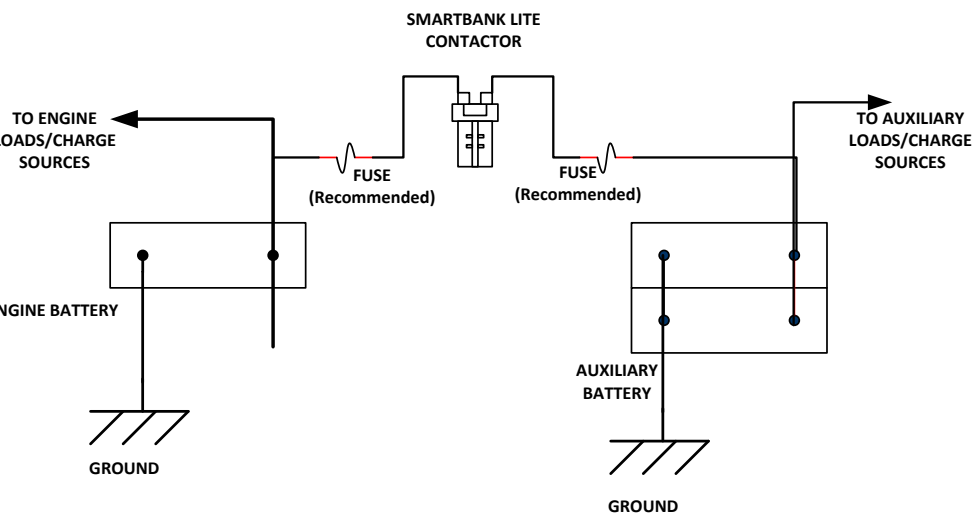 SMARTBANK LITE
CONTACTOR
TO ENGINE
LOADS/CHARGE
SOURCES
FUSE
(Recommended)
FUSE
(Recommended)
TO AUXILIARY
LOADS/CHARGE
SOURCES
NGINE BATTERY
AUXILIARY
BATTERY
GROUND
GROUND